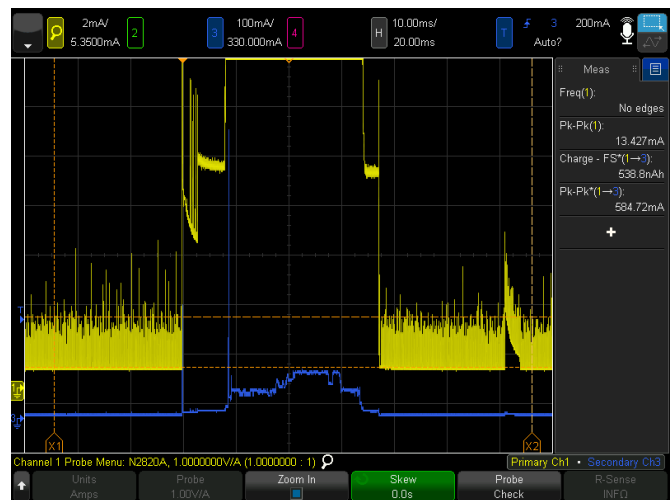 2mA/
5.3500mA
2
3
100mA/
330.000mA
4
H
10.00ms/
20.00ms
T
3
200mA
Auto?
Meas
Freq(1):
No edges
Pk-Pk(1):
13.427mA
Charge - FS*(1→3):
538.8nAh
Pk-Pk*(1→3):
584.72mA
+
T
1
3
X1
X2
Channel 1 Probe Menu: N2820A, 1.0000000V/A (1.0000000 : 1)
Primary Ch1 • Secondary Ch3
Units
Amps
Probe
1.00V/A
Zoom In
Skew
0.0s
Probe
Check
R-Sense
INFO